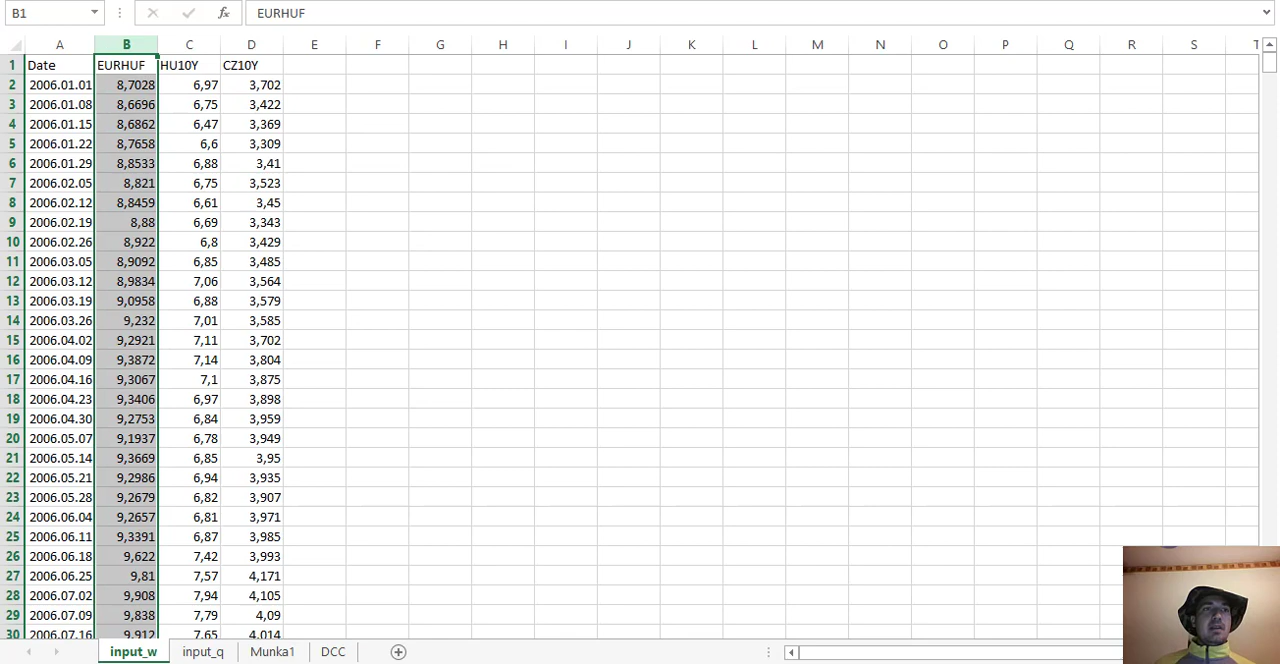 B1 fx EURHUF
A B C D E F G H I J K L M N O P Q R S T
1 Date EURHUF HU10Y CZ10Y
2 2006.01.01 8,7028 6,97 3,702
3 2006.01.08 8,6696 6,75 3,422
4 2006.01.15 8,6862 6,47 3,369
5 2006.01.22 8,7658 6,6 3,309
6 2006.01.29 8,8533 6,88 3,41
7 2006.02.05 8,821 6,75 3,523
8 2006.02.12 8,8459 6,61 3,45
9 2006.02.19 8,88 6,69 3,343
10 2006.02.26 8,922 6,8 3,429
11 2006.03.05 8,9092 6,85 3,485
12 2006.03.12 8,9834 7,06 3,564
13 2006.03.19 9,0958 6,88 3,579
14 2006.03.26 9,232 7,01 3,585
15 2006.04.02 9,2921 7,11 3,702
16 2006.04.09 9,3872 7,14 3,804
17 2006.04.16 9,3067 7,1 3,875
18 2006.04.23 9,3406 6,97 3,898
19 2006.04.30 9,2753 6,84 3,959
20 2006.05.07 9,1937 6,78 3,949
21 2006.05.14 9,3669 6,85 3,95
22 2006.05.21 9,2986 6,94 3,935
23 2006.05.28 9,2679 6,82 3,907
24 2006.06.04 9,2657 6,81 3,971
25 2006.06.11 9,3391 6,87 3,985
26 2006.06.18 9,622 7,42 3,993
27 2006.06.25 9,81 7,57 4,171
28 2006.07.02 9,908 7,94 4,105
29 2006.07.09 9,838 7,79 4,09
30 2006.07.16 9,912 7,65 4,014
input_w input_q Munka1 DCC